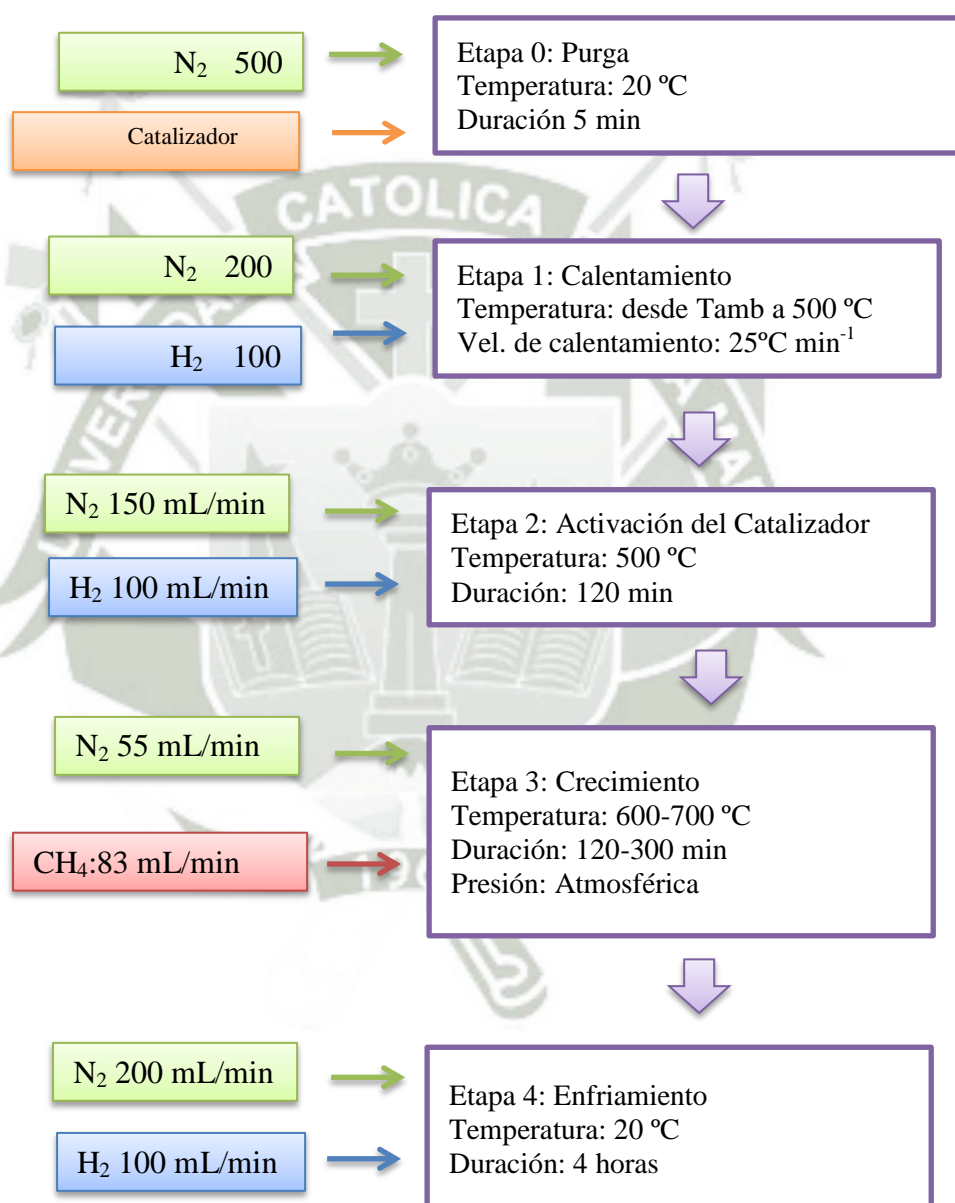 N2 500
Catalizador
Etapa 0: Purga
Temperatura: 20 ºC
Duración 5 min
CATOLICA
N2 200
H2 100
Etapa 1: Calentamiento
Temperatura: desde Tamb a 500 ºC
Vel. de calentamiento: 25ºC min-1
N2 150 mL/min
H2 100 mL/min
Etapa 2: Activación del Catalizador
Temperatura: 500 ºC
Duración: 120 min
N2 55 mL/min
CH4:83 mL/min
Etapa 3: Crecimiento
Temperatura: 600-700 ºC
Duración: 120-300 min
Presión: Atmosférica
N2 200 mL/min
H2 100 mL/min
Etapa 4: Enfriamiento
Temperatura: 20 ºC
Duración: 4 horas